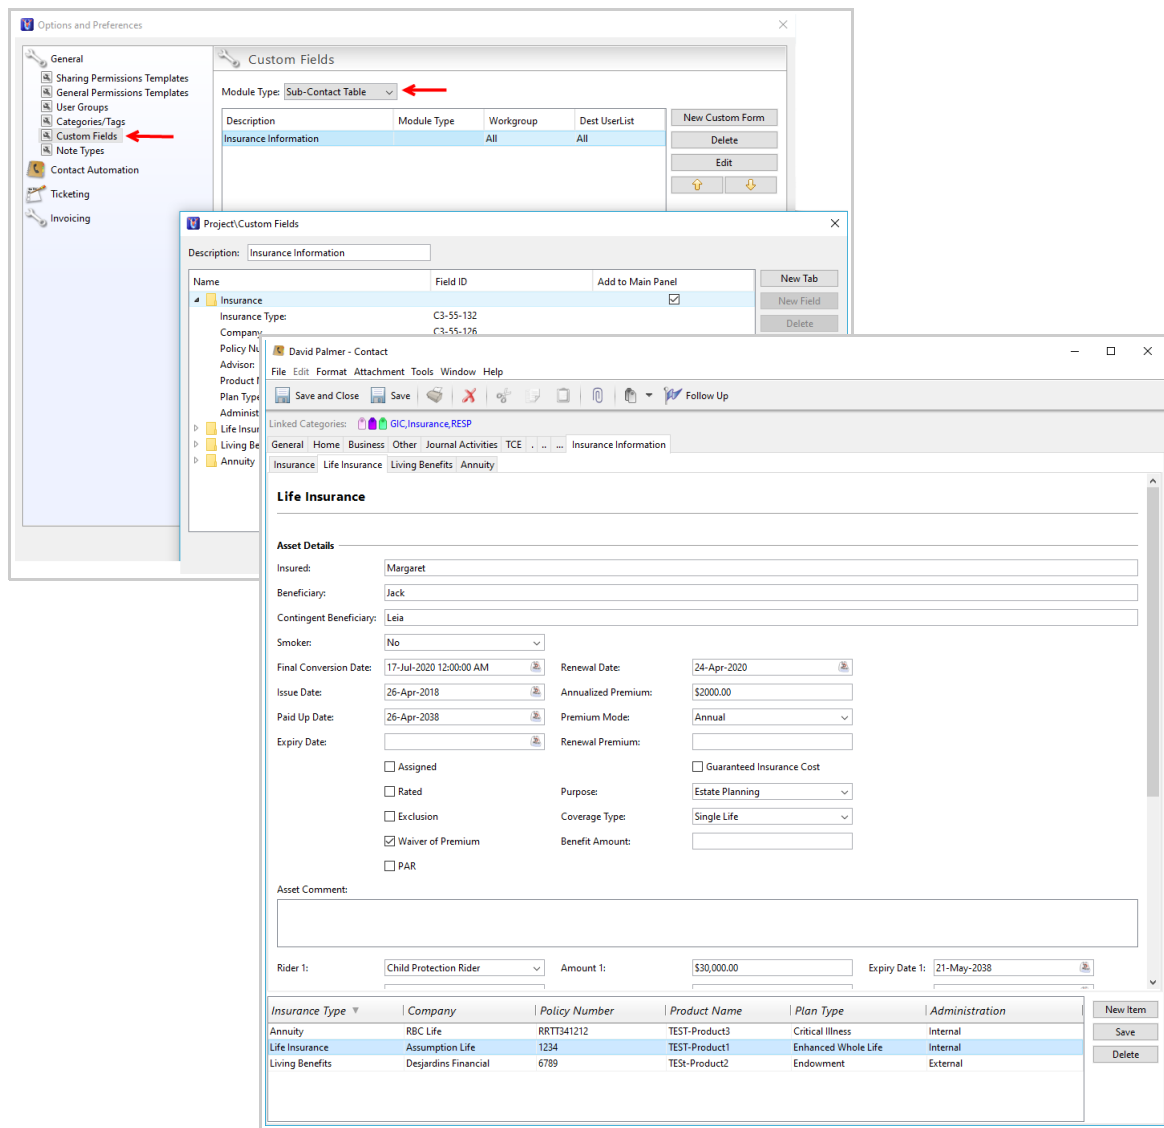 Options and Preferences
General
Sharing Permissions Templates
General Permissions Templates
User Groups
Categories/Tags
Custom Fields
Note Types
Contact Automation
Ticketing
Invoicing
Custom Fields
Module Type: Sub-Contact Table
Description Module Type Workgroup Dest UserList
Insurance Information All All
New Custom Form
Delete
Edit
Project\Custom Fields
Description: Insurance Information
Name Field ID Add to Main Panel
Insurance
Insurance Type: C3-55-132
Company C3-55-126
Policy Nu
Advisor:
Product
Plan Type
Administ
Life Insur
Living Be
Annuity
New Tab
New Field
Delete
David Palmer - Contact
File Edit Format Attachment Tools Window Help
Save and Close Save Follow Up
Linked Categories: GIC,Insurance,RESP
General Home Business Other Journal Activities TCE . .. ... Insurance Information
Insurance Life Insurance Living Benefits Annuity
Life Insurance
Asset Details
Insured: Margaret
Beneficiary: Jack
Contingent Beneficiary: Leia
Smoker: No
Final Conversion Date: 17-Jul-2020 12:00:00 AM Renewal Date: 24-Apr-2020
Issue Date: 26-Apr-2018 Annualized Premium: $2000.00
Paid Up Date: 26-Apr-2038 Premium Mode: Annual
Expiry Date: Renewal Premium:
Assigned Guaranteed Insurance Cost
Rated Purpose: Estate Planning
Exclusion Coverage Type: Single Life
Waiver of Premium Benefit Amount:
PAR
Asset Comment:
Rider 1: Child Protection Rider Amount 1: $30,000.00 Expiry Date 1: 21-May-2038
Insurance Type Company Policy Number Product Name Plan Type Administration
Annuity RBC Life RRTT341212 TEST-Product3 Critical Illness Internal
Life Insurance Assumption Life 1234 TEST-Product1 Enhanced Whole Life Internal
Living Benefits Desjardins Financial 6789 TESt-Product2 Endowment External
New Item
Save
Delete